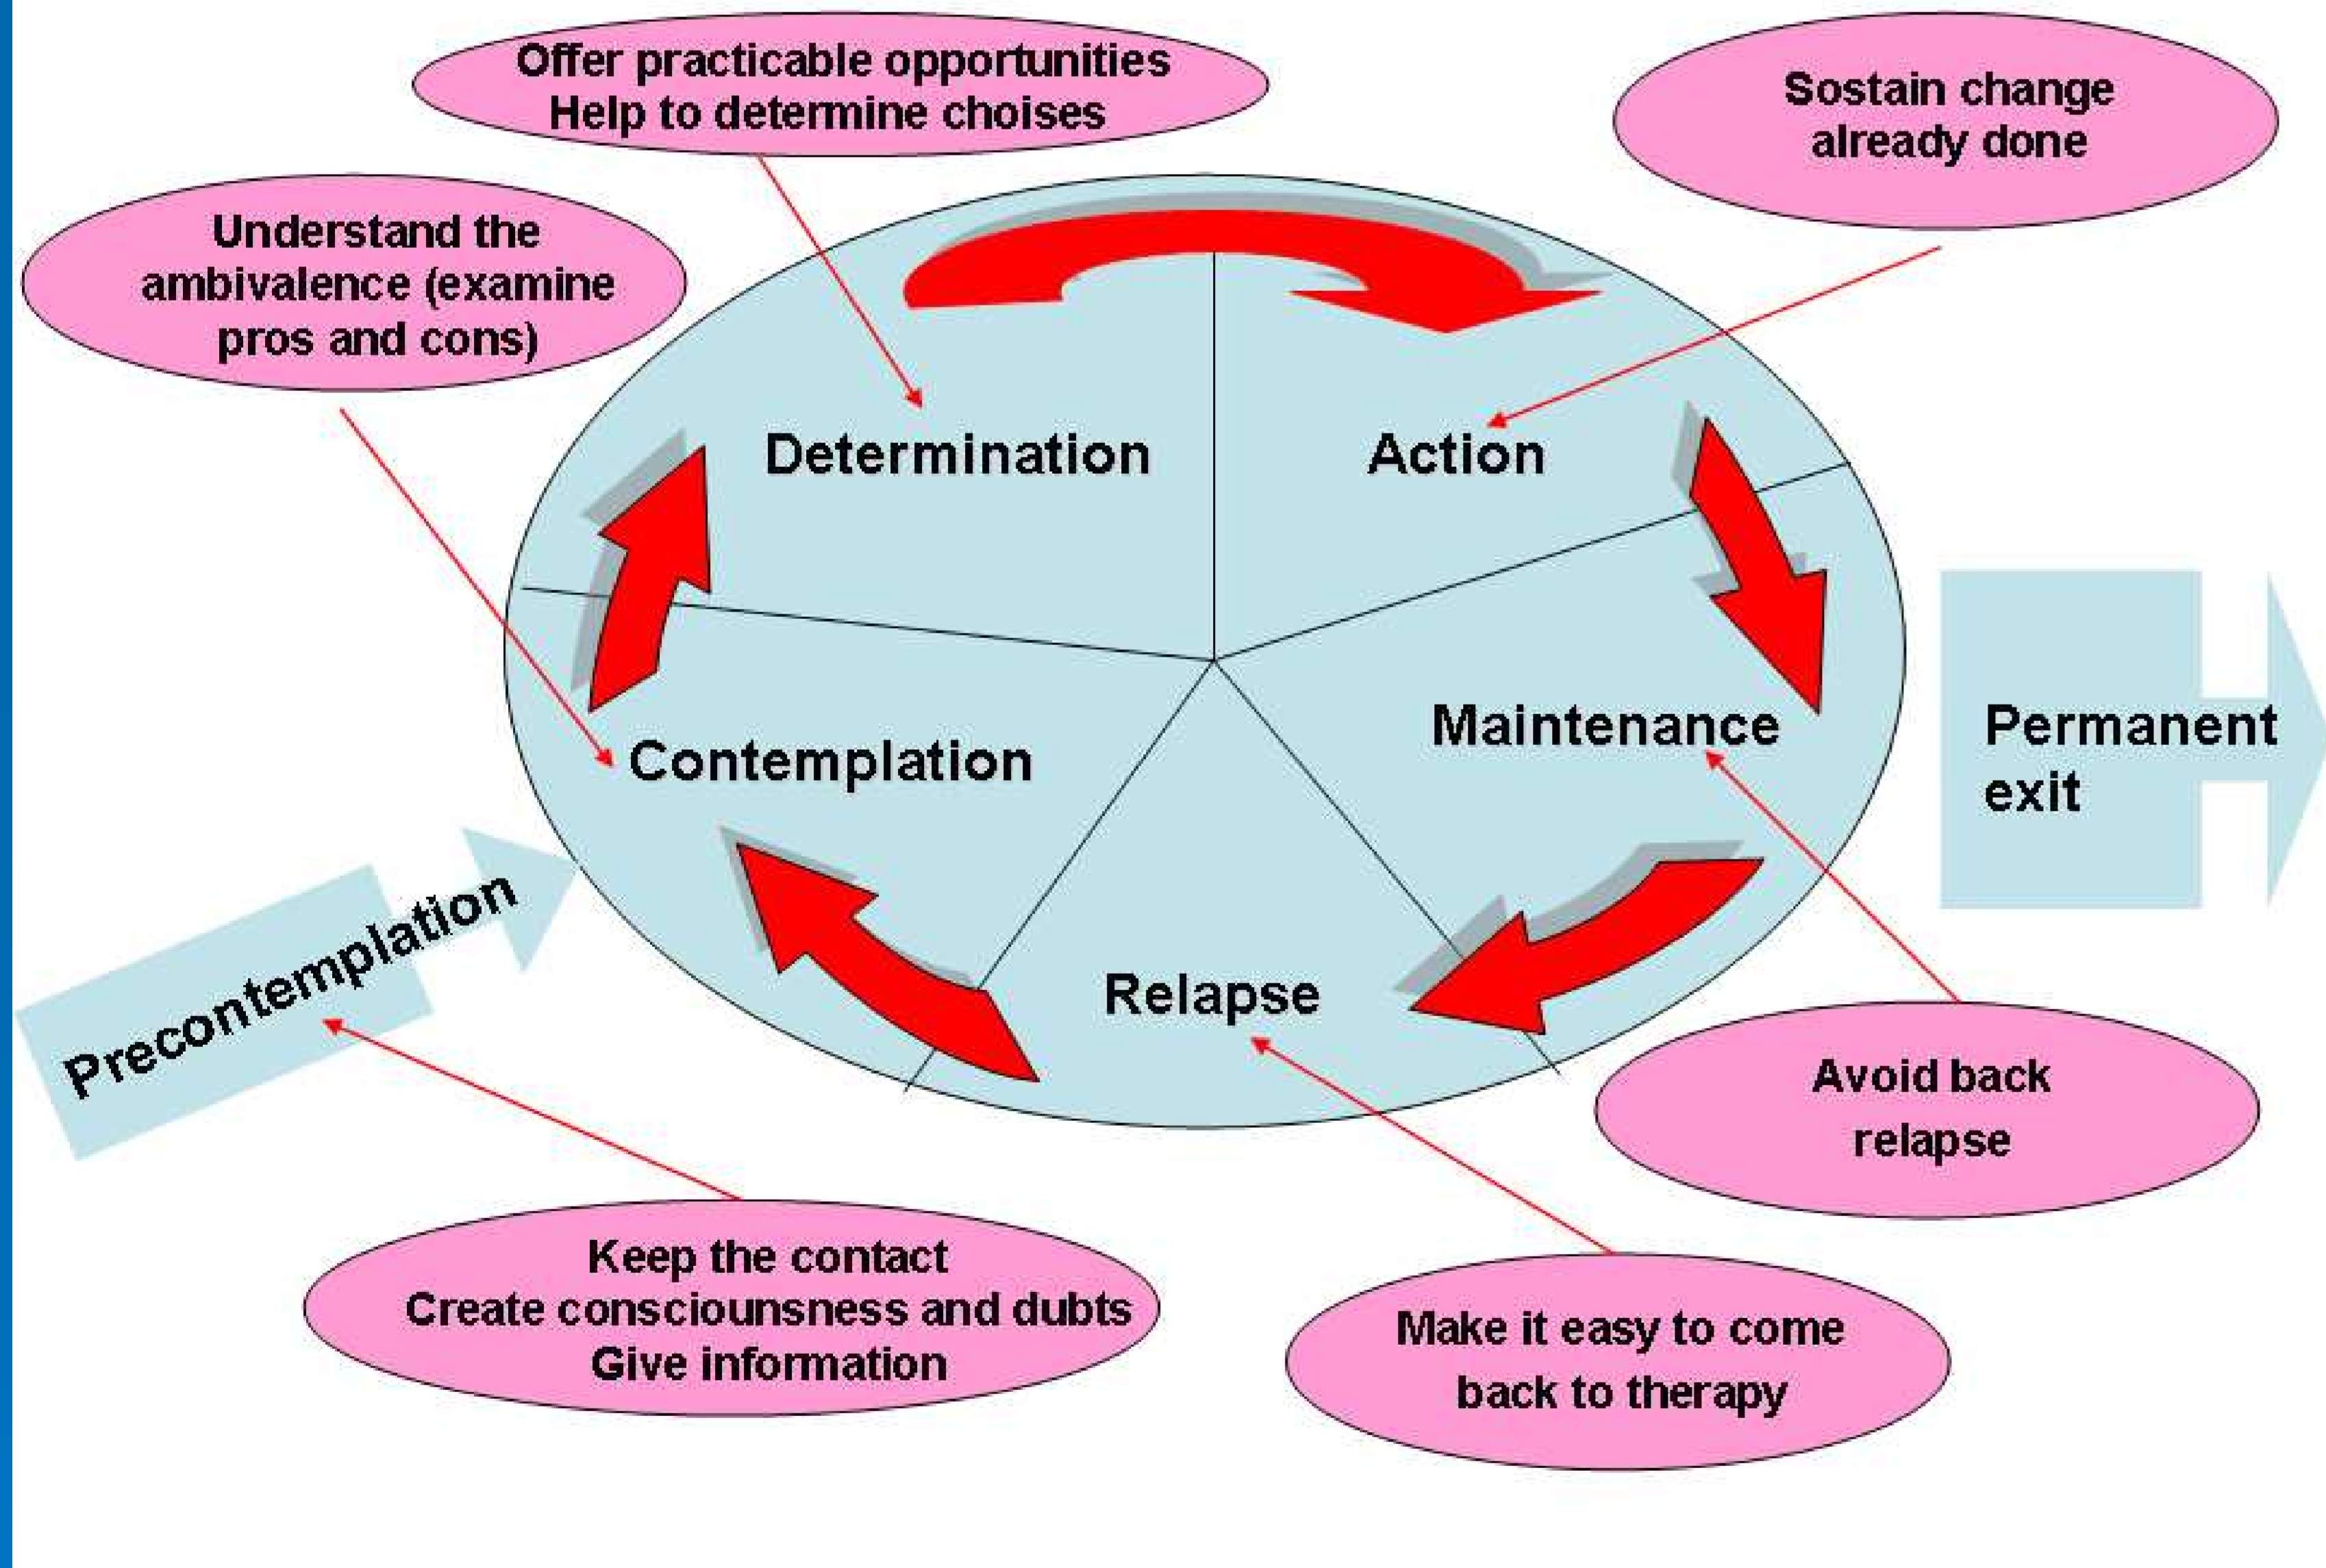 Offer practicable opportunities
Help to determine choises
Sostain change
already done
Understand the
ambivalence (examine
pros and cons)
Determination
Action
Maintenance
Permanent
exit
Contemplation
Precontemplation
Relapse
Avoid back
relapse
Keep the contact
Create consciounsness and dubts
Give information
Make it easy to come
back to therapy